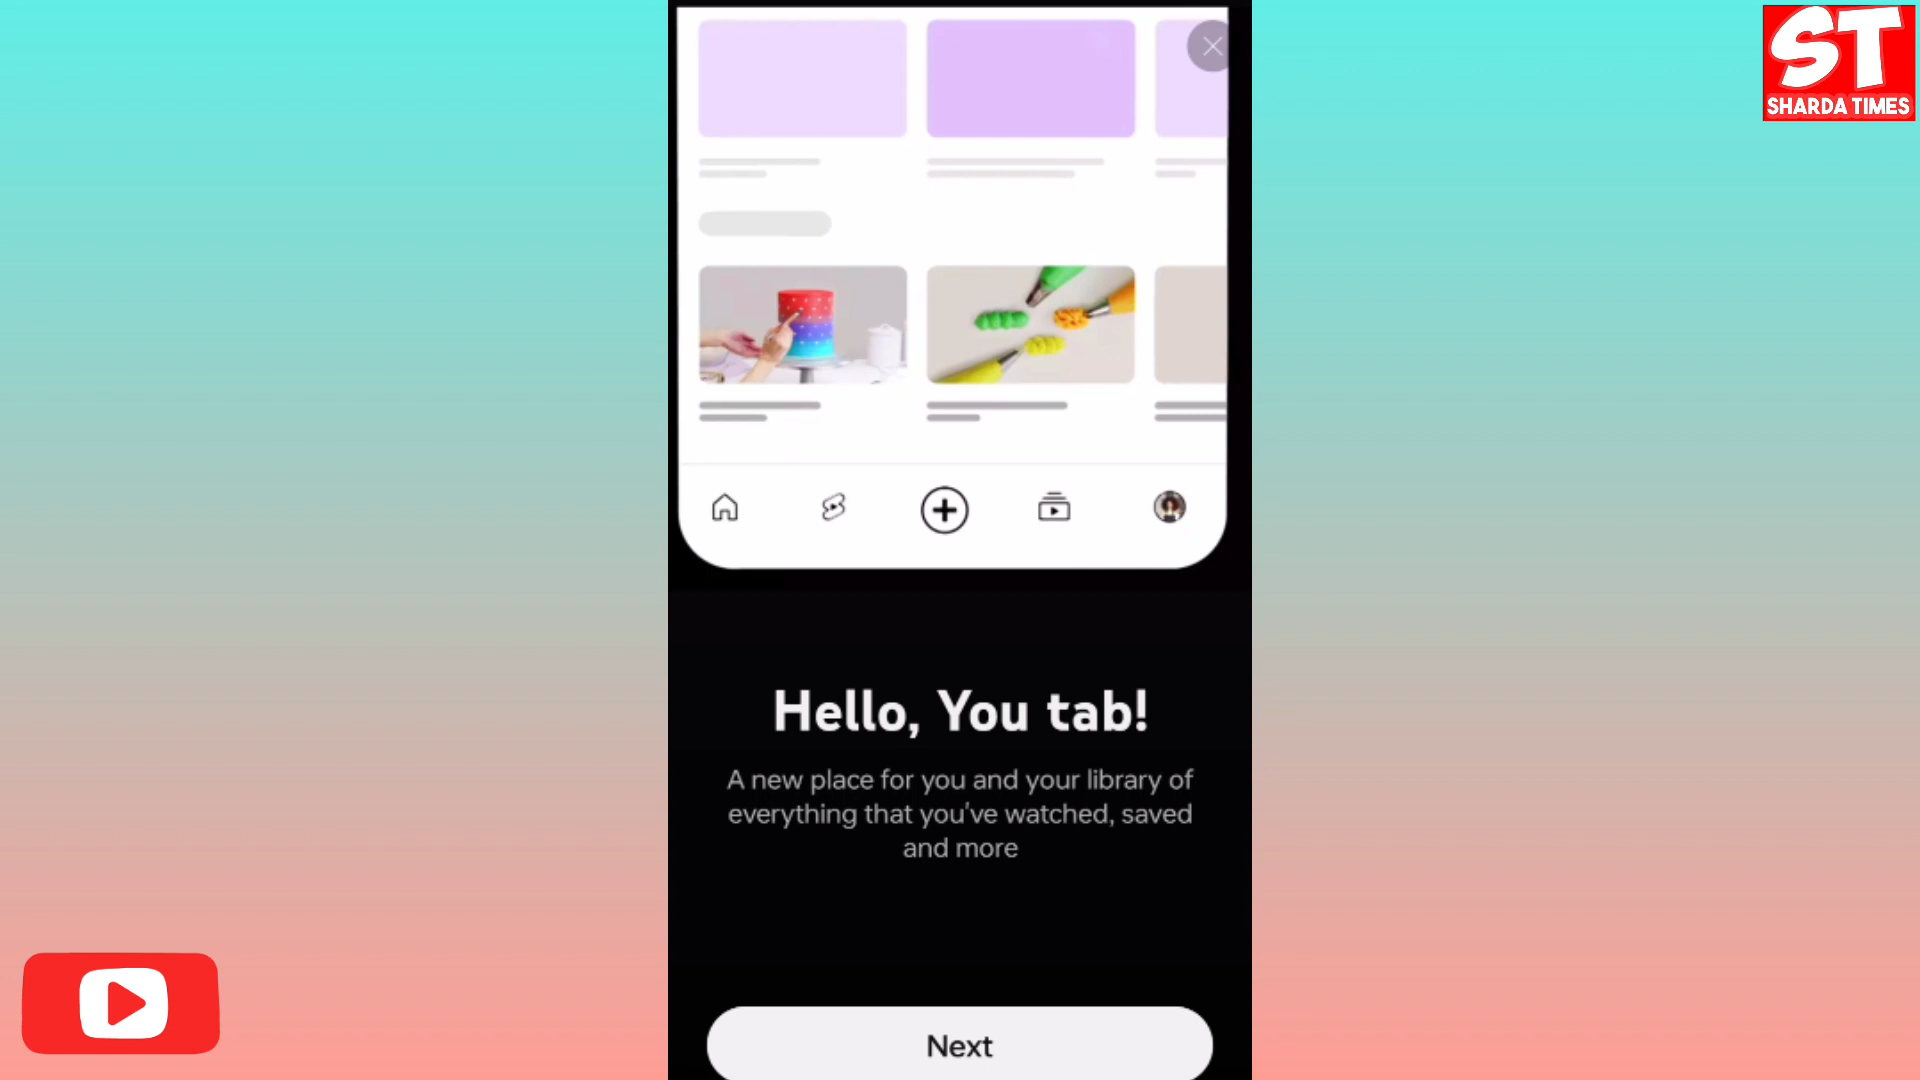 ST
SHARDA TIMES
Hello, You tab!
A new place for you and your library of
everything that you've watched, saved
and more
Next